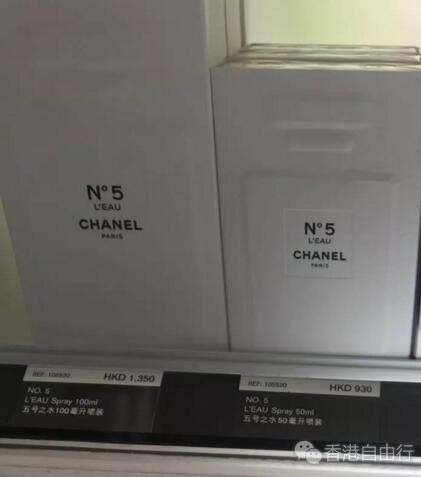 N°5
L'EAU
CHANEL
PARIS
N°5
L'EAU
CHANEL
PARIS
HKD 1,350
NO. 5
L'EAU Spray 100ml
五号之水100毫升喷装
HKD 930
NO. 5
L'EAU Spray 50ml
五号之水50毫升喷装
香港自由行